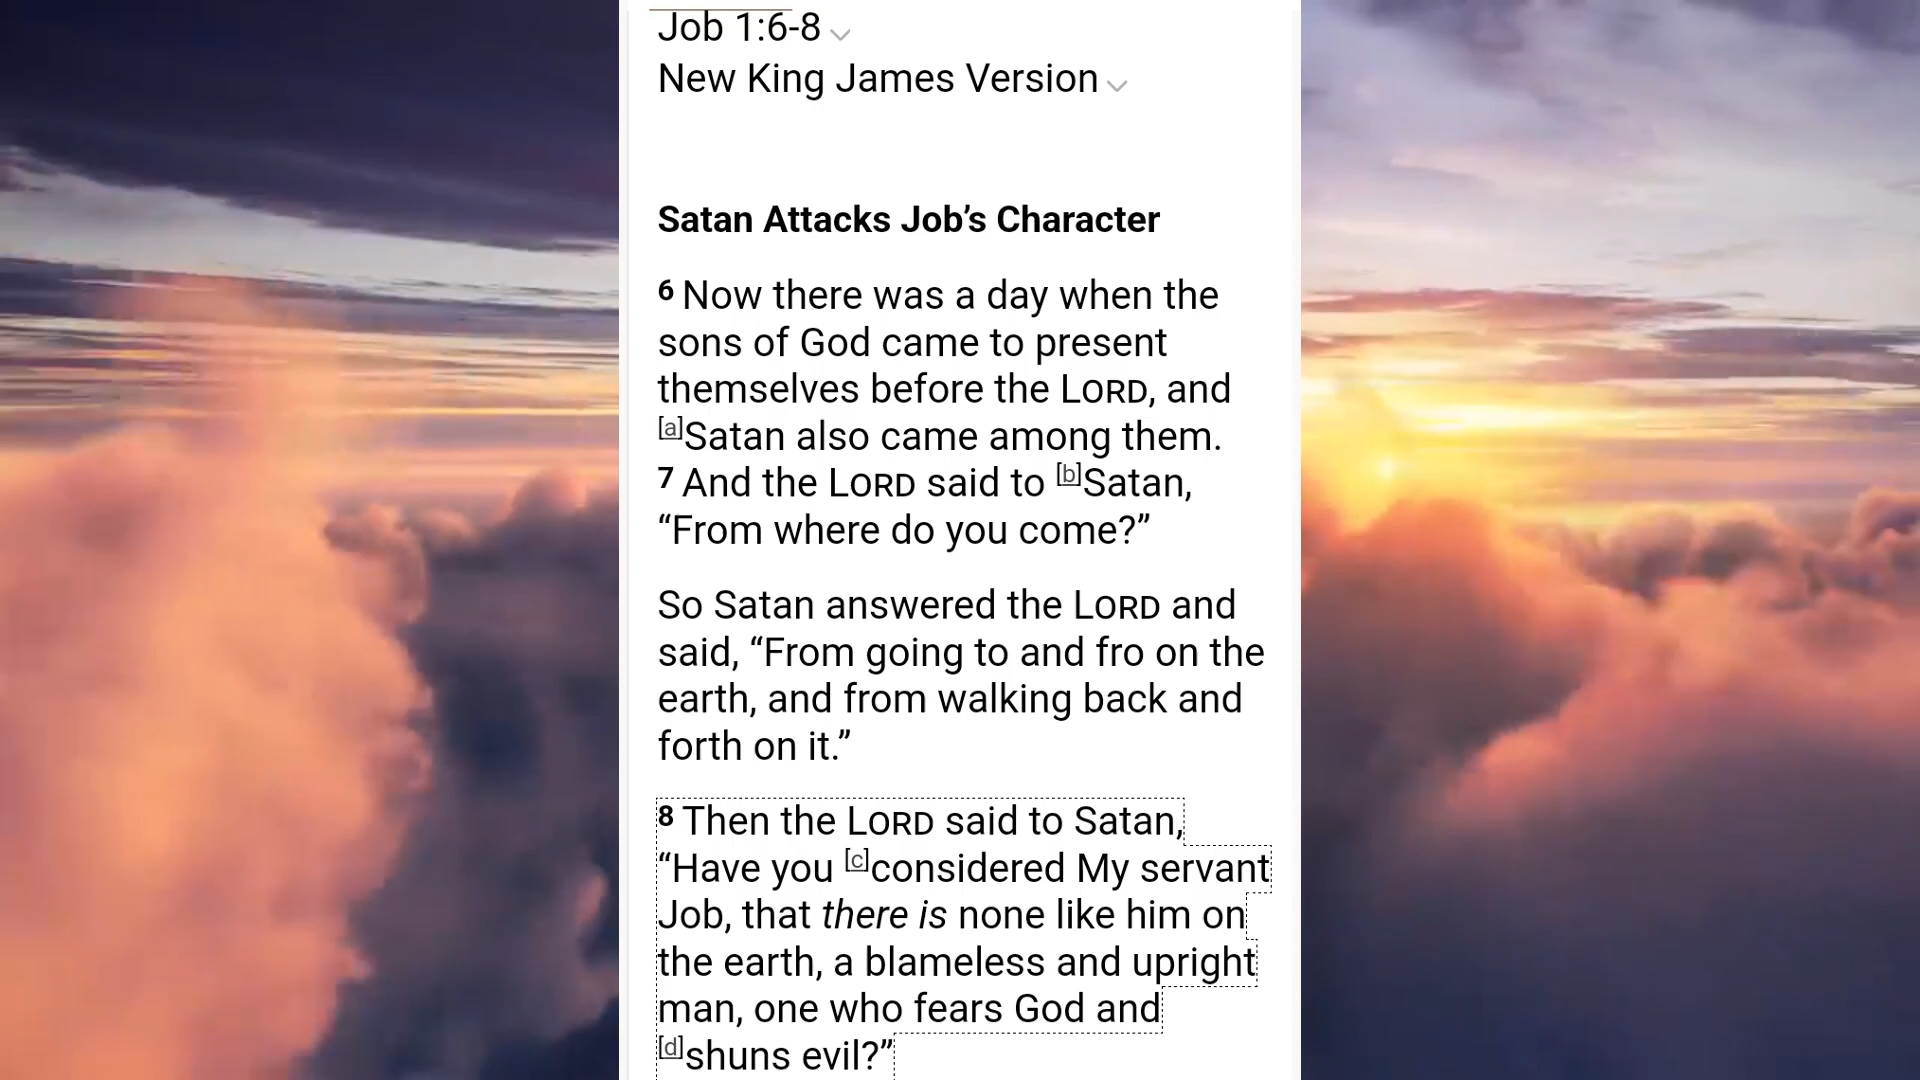 Job 1:6-8
New King James Version
Satan Attacks Job’s Character
6 Now there was a day when the
sons of God came to present
themselves before the LORD, and
[a]Satan also came among them.
7 And the LORD said to [b]Satan,
“From where do you come?”
So Satan answered the LORD and
said, “From going to and fro on the
earth, and from walking back and
forth on it.”
8 Then the LORD said to Satan,
“Have you [c]considered My servant
Job, that there is none like him on
the earth, a blameless and upright
man, one who fears God and
[d]shuns evil?”